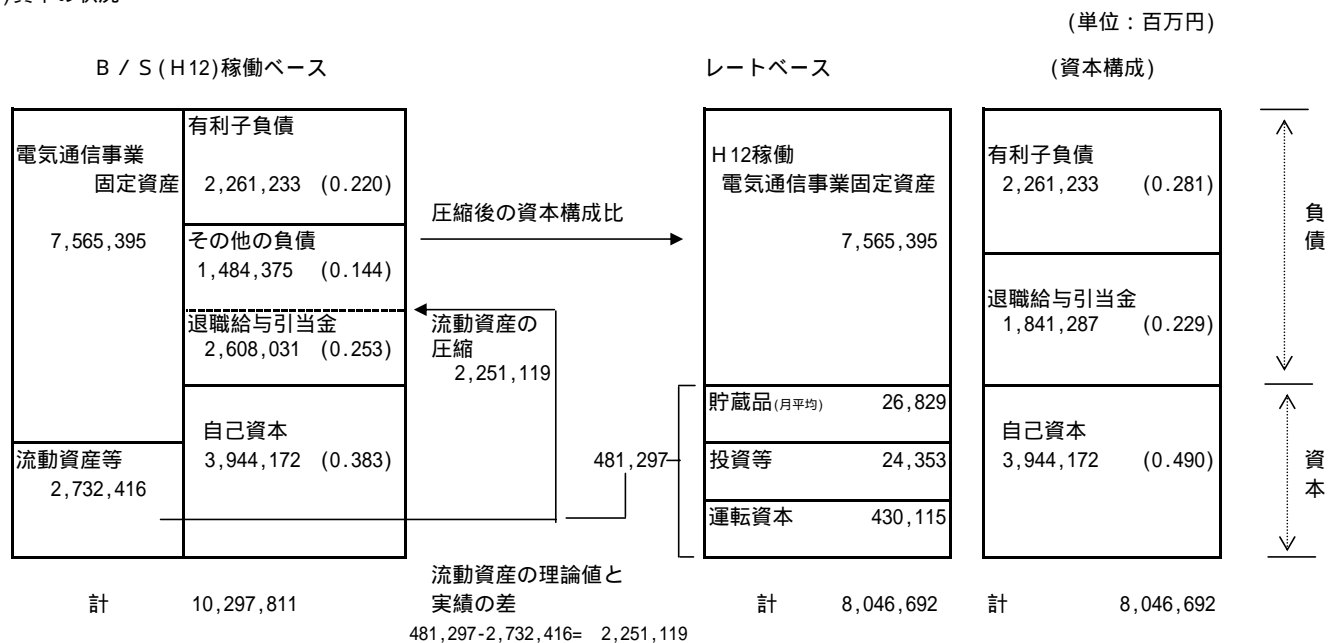 (単位：百万円)
Ｂ / Ｓ(Ｈ12)稼働ベース
レートベース
(資本構成)
電気通信事業
固定資産
7,565,395
流動資産等
2,732,416
有利子負債
2,261,233 (0.220)
その他の負債
1,484,375 (0.144)
退職給与引当金
2,608,031 (0.253)
自己資本
3,944,172 (0.383)
計 10,297,811
圧縮後の資本構成比
流動資産の
圧縮
2,251,119
481,297
流動資産の理論値と
実績の差
481,297-2,732,416= 2,251,119
Ｈ12稼働
電気通信事業固定資産
7,565,395
貯蔵品(月平均) 26,829
投資等 24,353
運転資本 430,115
計 8,046,692
有利子負債
2,261,233 (0.281)
退職給与引当金
1,841,287 (0.229)
自己資本
3,944,172 (0.490)
計 8,046,692
負債
資本